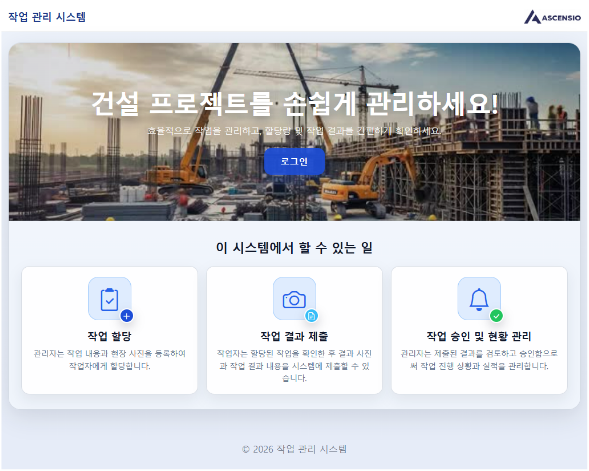 작업 관리 시스템
ASCENSIO
건설 프로젝트를 손쉽게 관리하세요!
효율적으로 작업을 관리하고, 할당량 및 작업 결과를 간편하게 확인하세요.
로그인
이 시스템에서 할 수 있는 일
작업 할당
관리자는 작업 내용과 현장 사진을 등록하여
작업자에게 할당합니다.
작업 결과 제출
작업자는 할당된 작업을 확인한 후 결과 사진
과 작업 결과 내용을 시스템에 제출할 수 있
습니다.
작업 승인 및 현황 관리
관리자는 제출된 결과를 검토하고 승인함으로
써 작업 진행 상황과 실적을 관리합니다.
© 2026 작업 관리 시스템